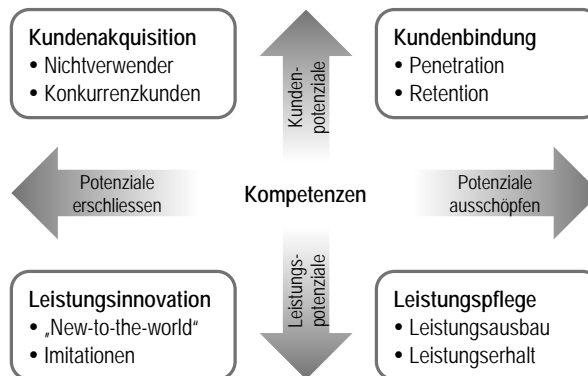 Kundenakquisition
• Nichtverwender
• Konkurrenzkunden
Kunden-
potenziale
Kundenbindung
• Penetration
• Retention
Potenziale
erschliessen
Kompetenzen
Potenziale
ausschöpfen
Leistungsinnovation
• „New-to-the-world“
• Imitationen
Leistungs-
potenziale
Leistungspflege
• Leistungsausbau
• Leistungserhalt